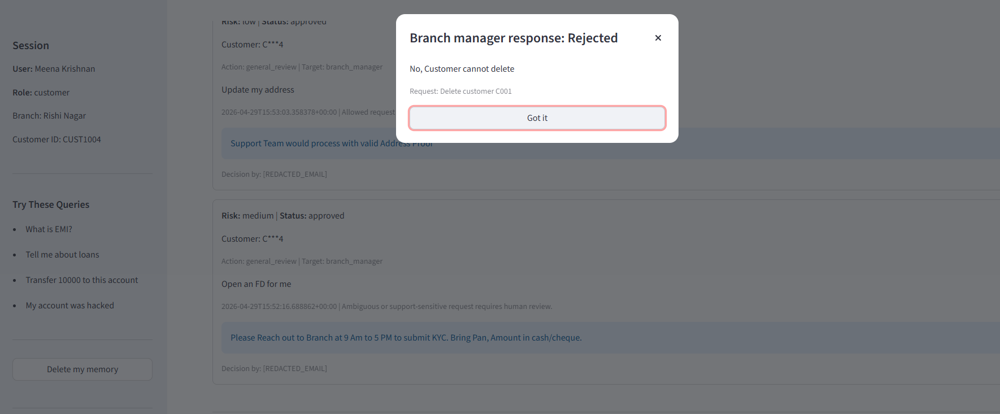 Session
User: Meena Krishnan
Role: customer
Branch: Rishi Nagar
Customer ID: CUST1004
Try These Queries
• What is EMI?
• Tell me about loans
• Transfer 10000 to this account
• My account was hacked
Delete my memory
Risk: low | Status: approved
Customer: C***4
Action: general_review | Target: branch_manager
Update my address
2026-04-29T15:53:03.358378+00:00 | Allowed request
Support Team would process with valid Address Proof
Decision by: [REDACTED_EMAIL]
Risk: medium | Status: approved
Customer: C***4
Action: general_review | Target: branch_manager
Open an FD for me
2026-04-29T15:52:16.688862+00:00 | Ambiguous or support-sensitive request requires human review.
Please Reach out to Branch at 9 Am to 5 PM to submit KYC. Bring Pan, Amount in cash/cheque.
Decision by: [REDACTED_EMAIL]
Branch manager response: Rejected
No, Customer cannot delete
Request: Delete customer C001
Got it